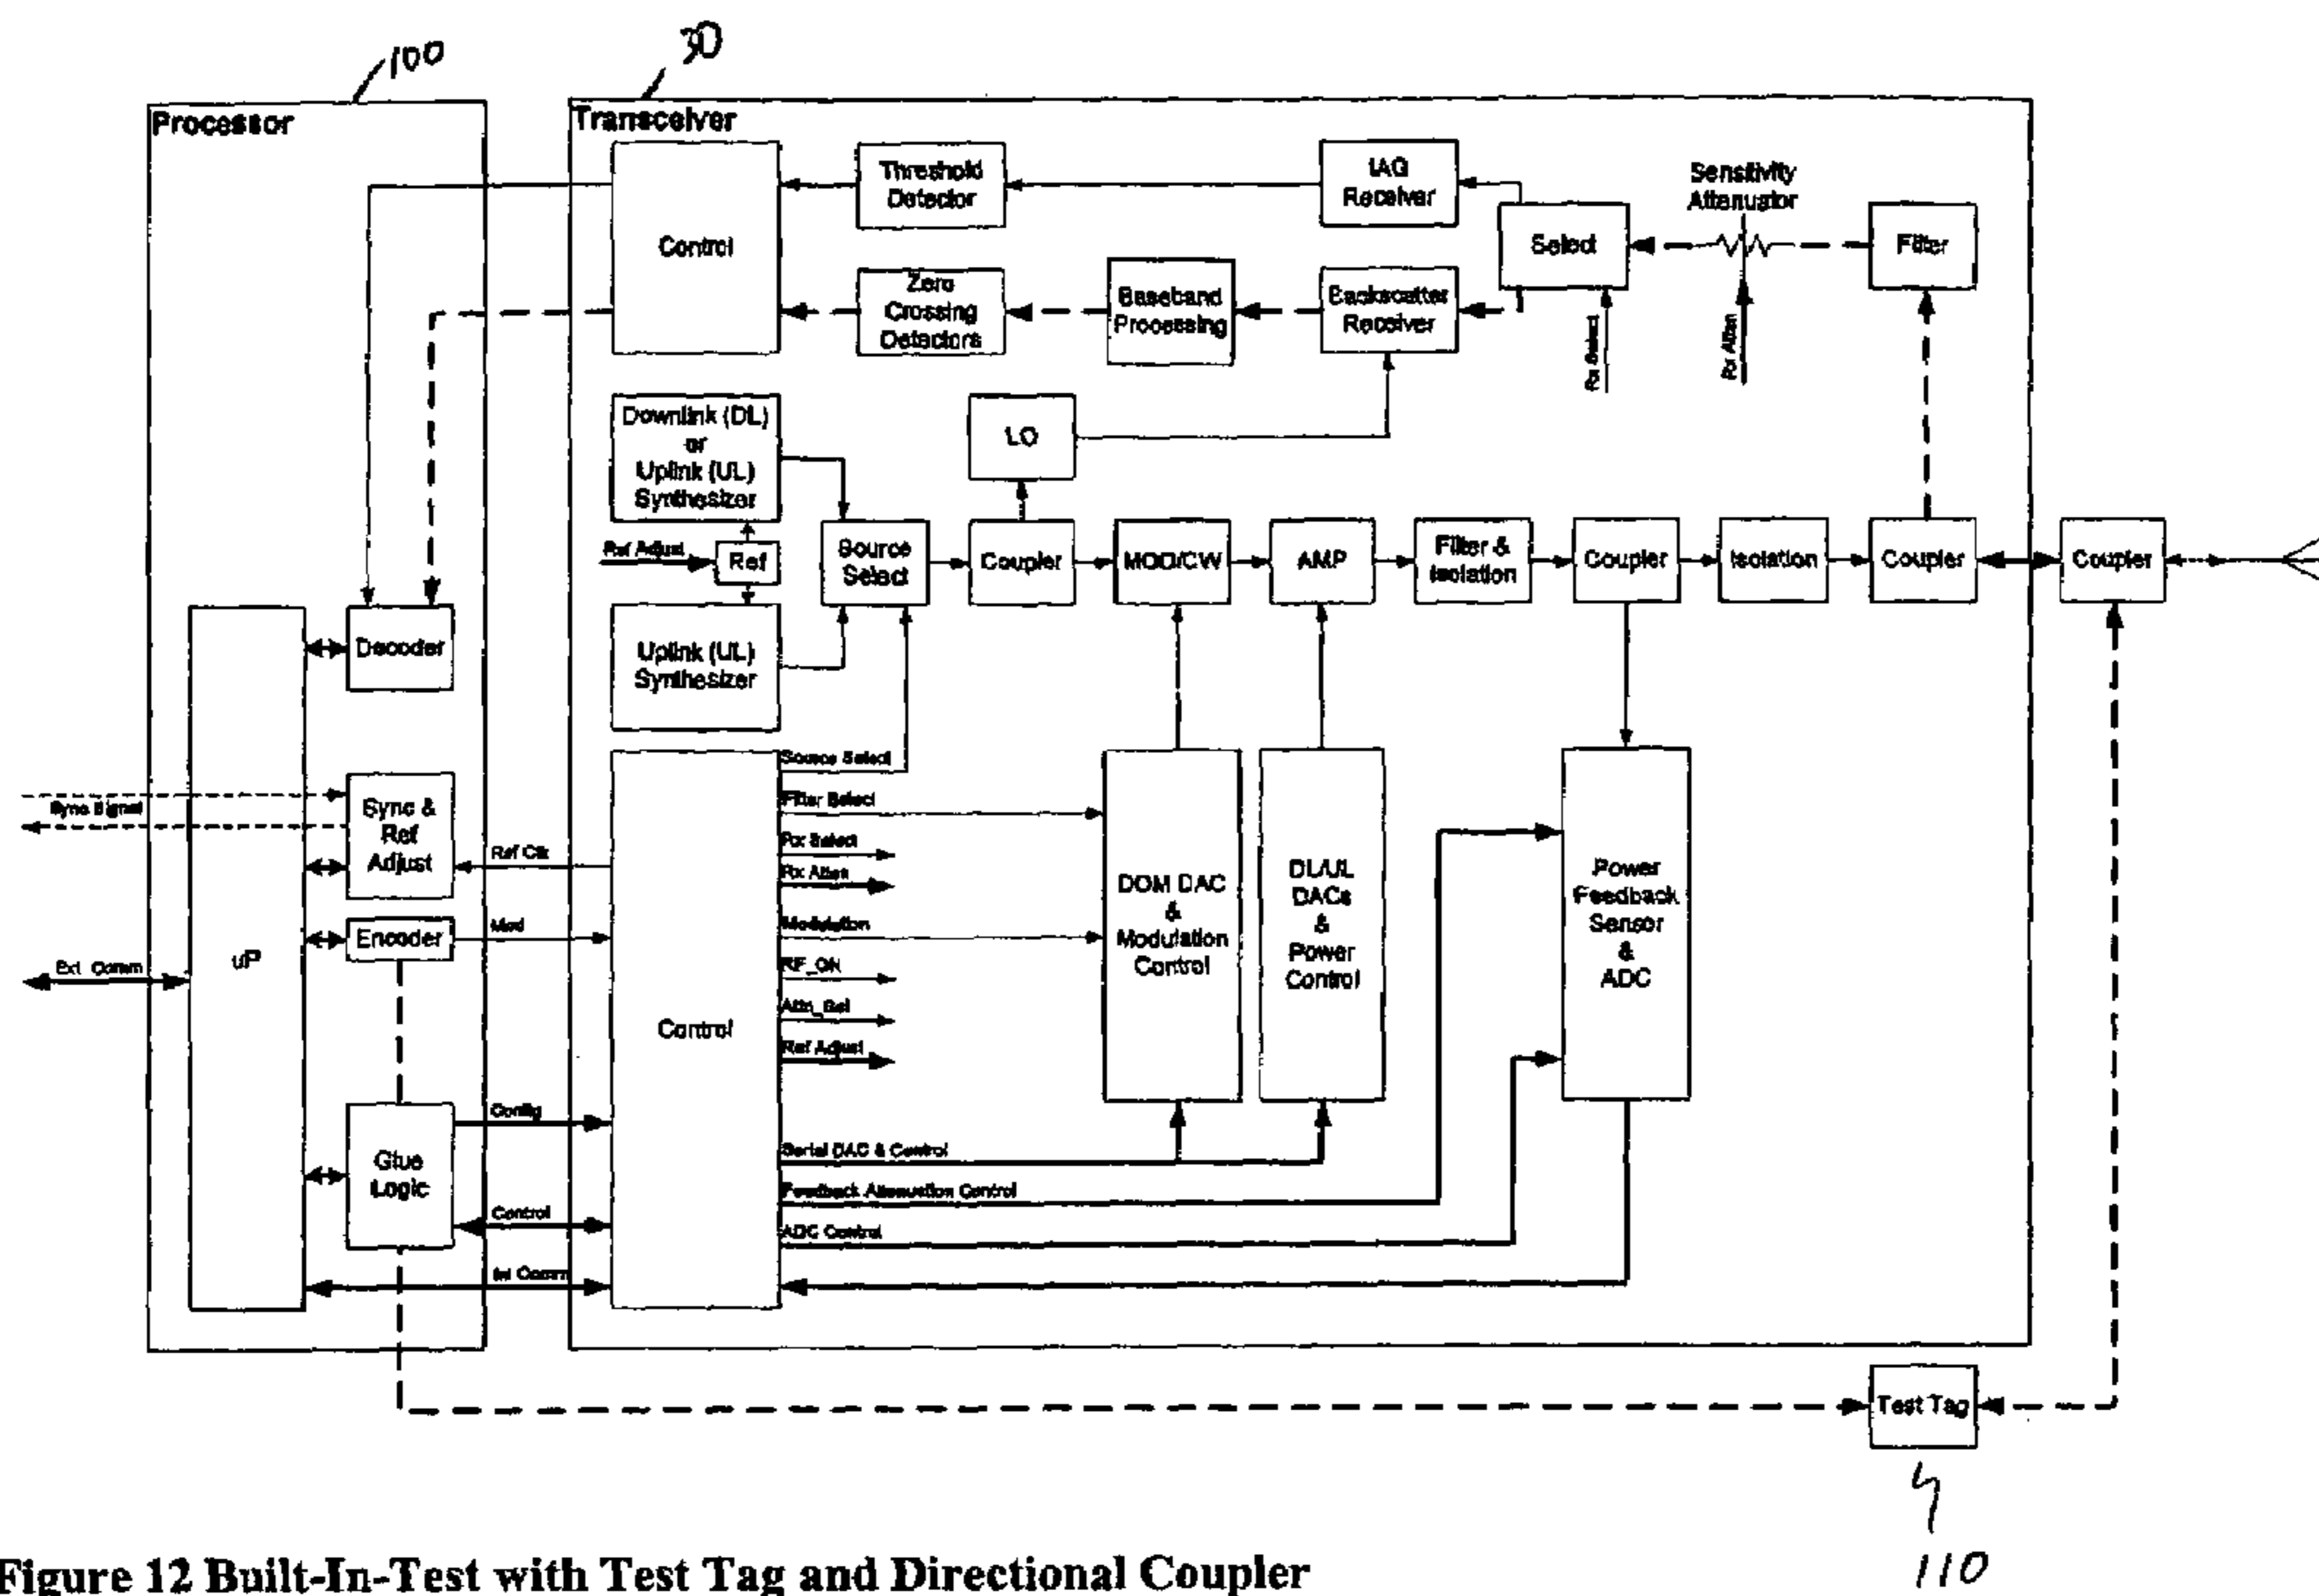 100
30
Processor
Transceiver
Control
Threshold
Detector
IAG
Receiver
Sensitivity
Attenuator
Select
Filter
Zero
Crossing
Detectors
Baseband
Processing
Backscatter
Receiver
Rx Select
Rx Atten
Downlink (DL)
or
Uplink (UL)
Synthesizer
LO
Ref Adjust
Ref
Source
Select
Coupler
MOD/CW
AMP
Filter &
Isolation
Coupler
Isolation
Coupler
Coupler
Uplink (UL)
Synthesizer
Decoder
Sync Signal
Sync &
Ref
Adjust
Ref Clk
Encoder
Mod
uP
Ext Comm
Glue
Logic
Config
Control
Int Comm
Control
Source Select
Filter Select
Rx Select
Rx Atten
Modulation
RF_ON
Attn_Sel
Ref Adjust
Serial DAC & Control
Feedback Attenuation Control
ADC Control
DOM DAC
&
Modulation
Control
DL/UL
DACs
&
Power
Control
Power
Feedback
Sensor
&
ADC
Test Tag
110
Figure 12 Built-In-Test with Test Tag and Directional Coupler